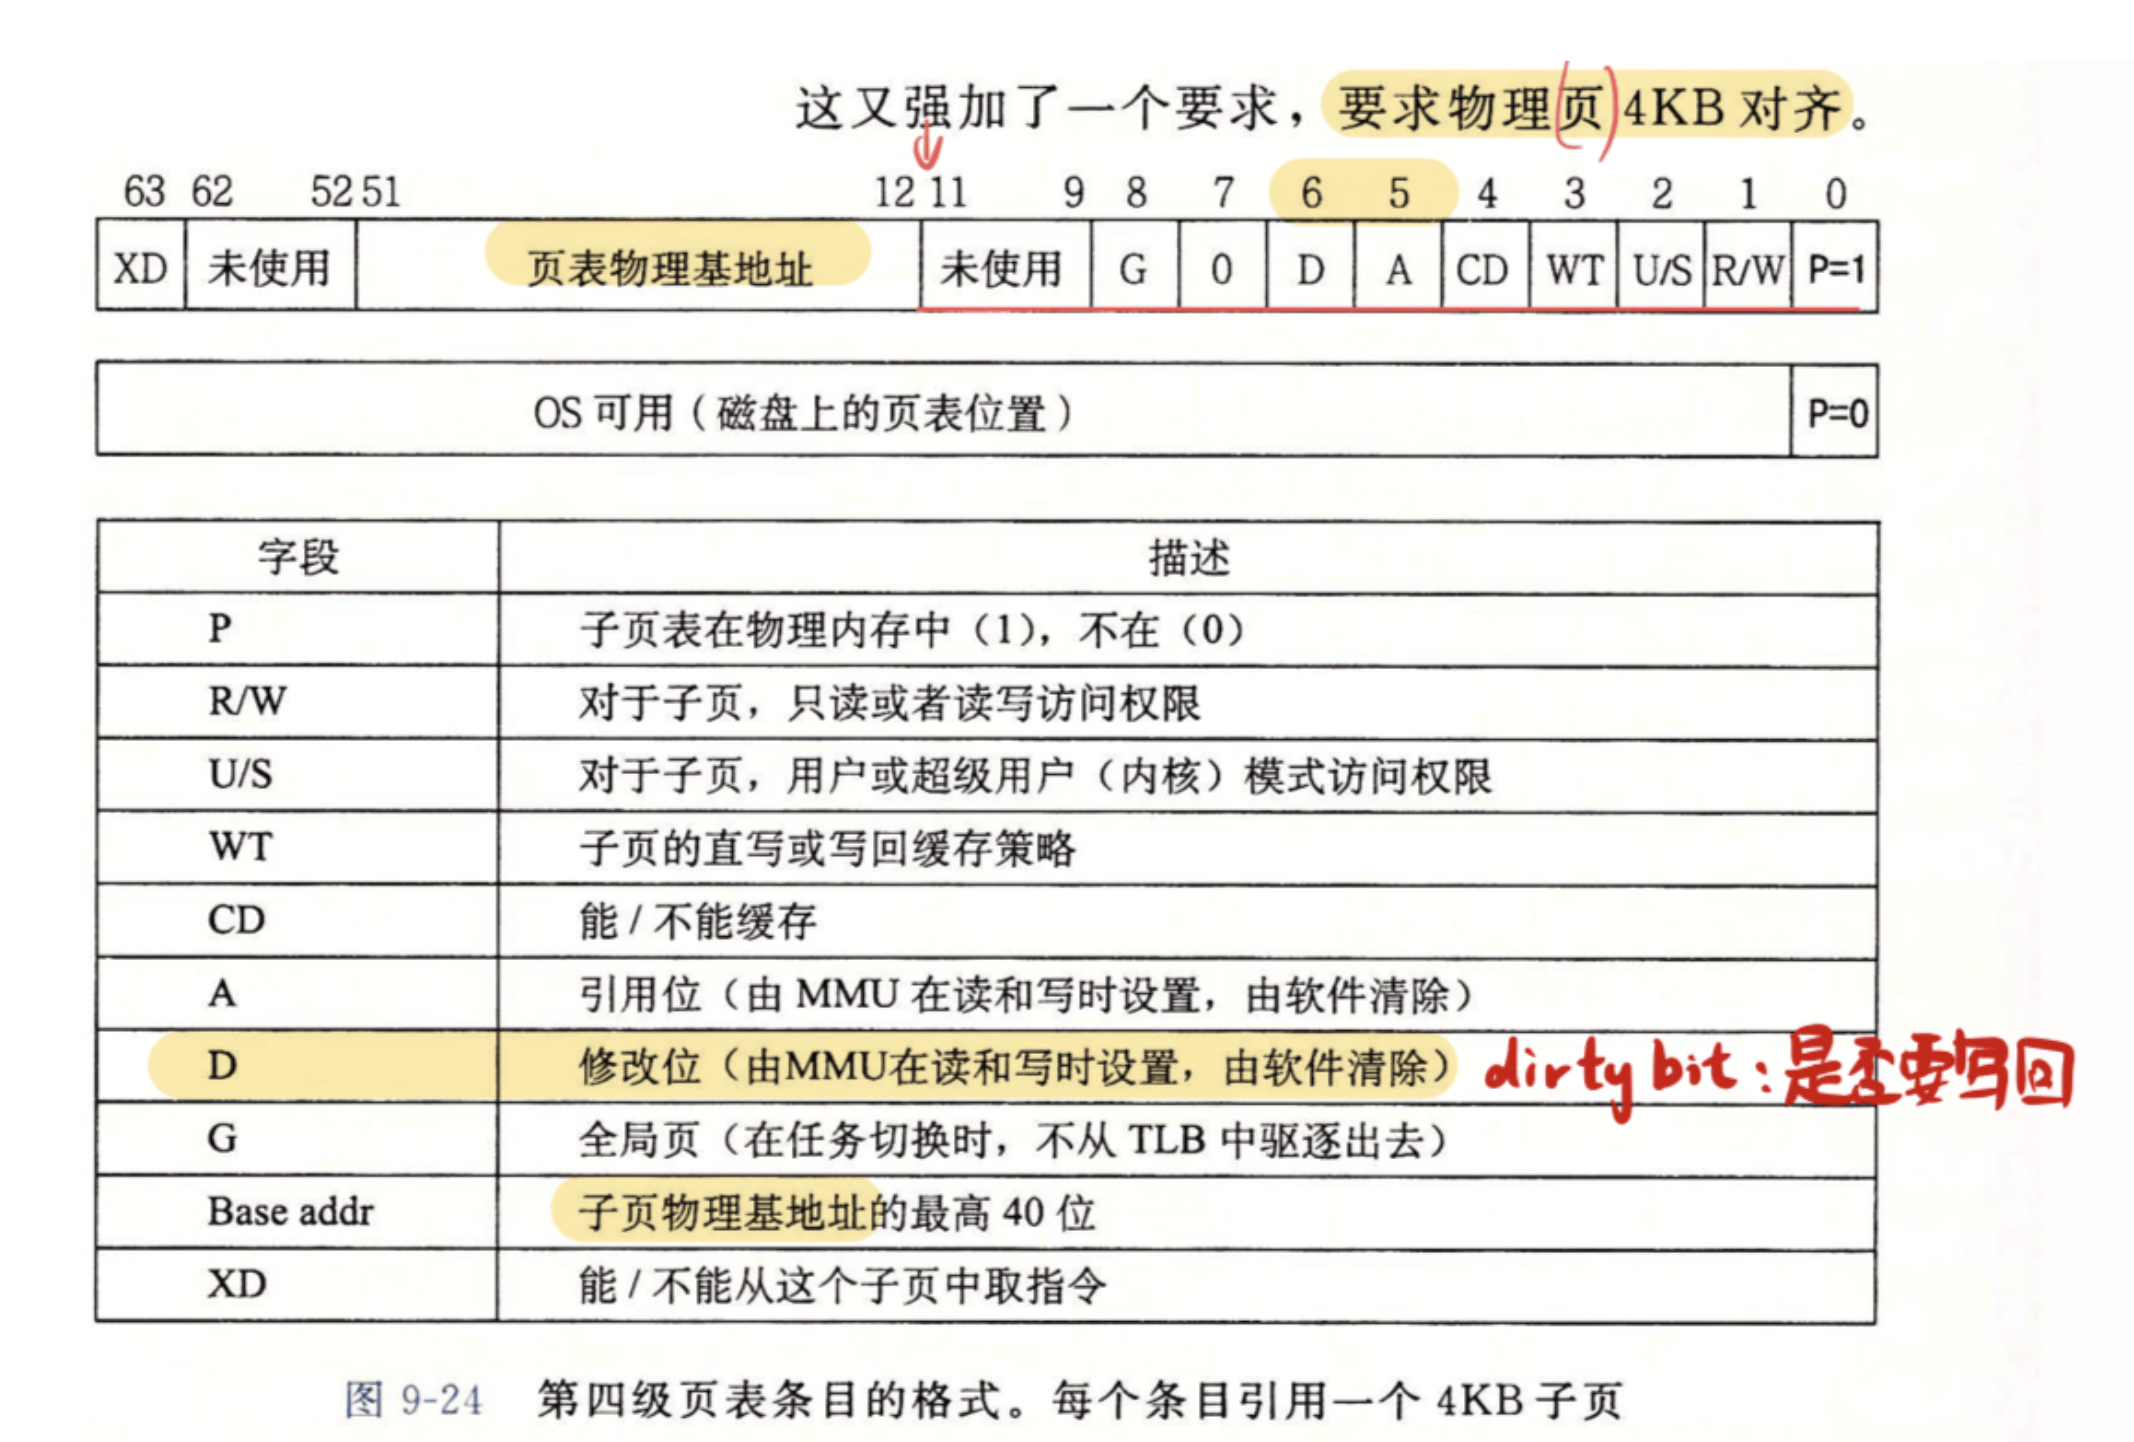 这又强加了一个要求，要求物理(页)4KB 对齐。
63 62 52 51 12 11 9 8 7 6 5 4 3 2 1 0
XD 未使用 页表物理基地址 未使用 G 0 D A CD WT U/S R/W P=1
OS 可用（磁盘上的页表位置） P=0
字段 描述
P 子页表在物理内存中（1），不在（0）
R/W 对于子页，只读或者读写访问权限
U/S 对于子页，用户或超级用户（内核）模式访问权限
WT 子页的直写或写回缓存策略
CD 能 / 不能缓存
A 引用位（由 MMU 在读和写时设置，由软件清除）
D 修改位（由MMU在读和写时设置，由软件清除） dirty bit：是否要写回
G 全局页（在任务切换时，不从 TLB 中驱逐出去）
Base addr 子页物理基地址的最高 40 位
XD 能 / 不能从这个子页中取指令
图 9-24 第四级页表条目的格式。每个条目引用一个 4KB 子页